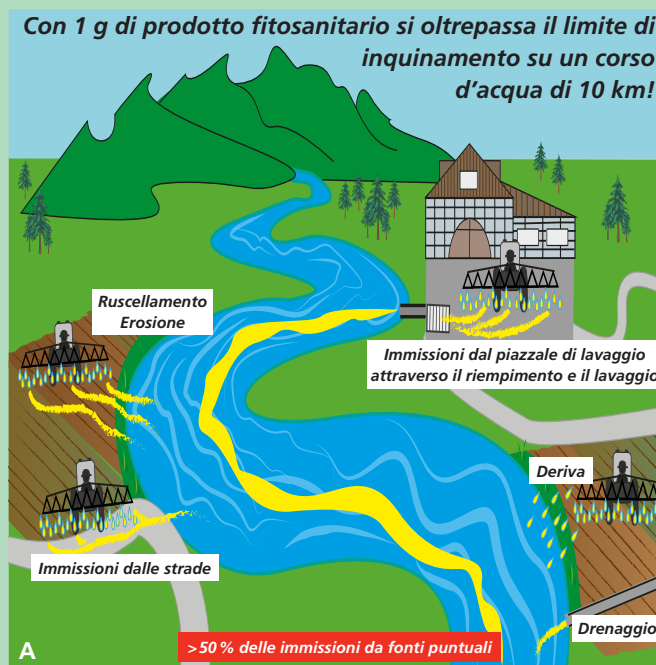 Con 1 g di prodotto fitosanitario si oltrepassa il limite di
inquinamento su un corso
d'acqua di 10 km!
Ruscellamento
Erosione
Immissioni dal piazzale di lavaggio
attraverso il riempimento e il lavaggio
Deriva
Immissioni dalle strade
Drenaggio
A
>50 % delle immissioni da fonti puntuali